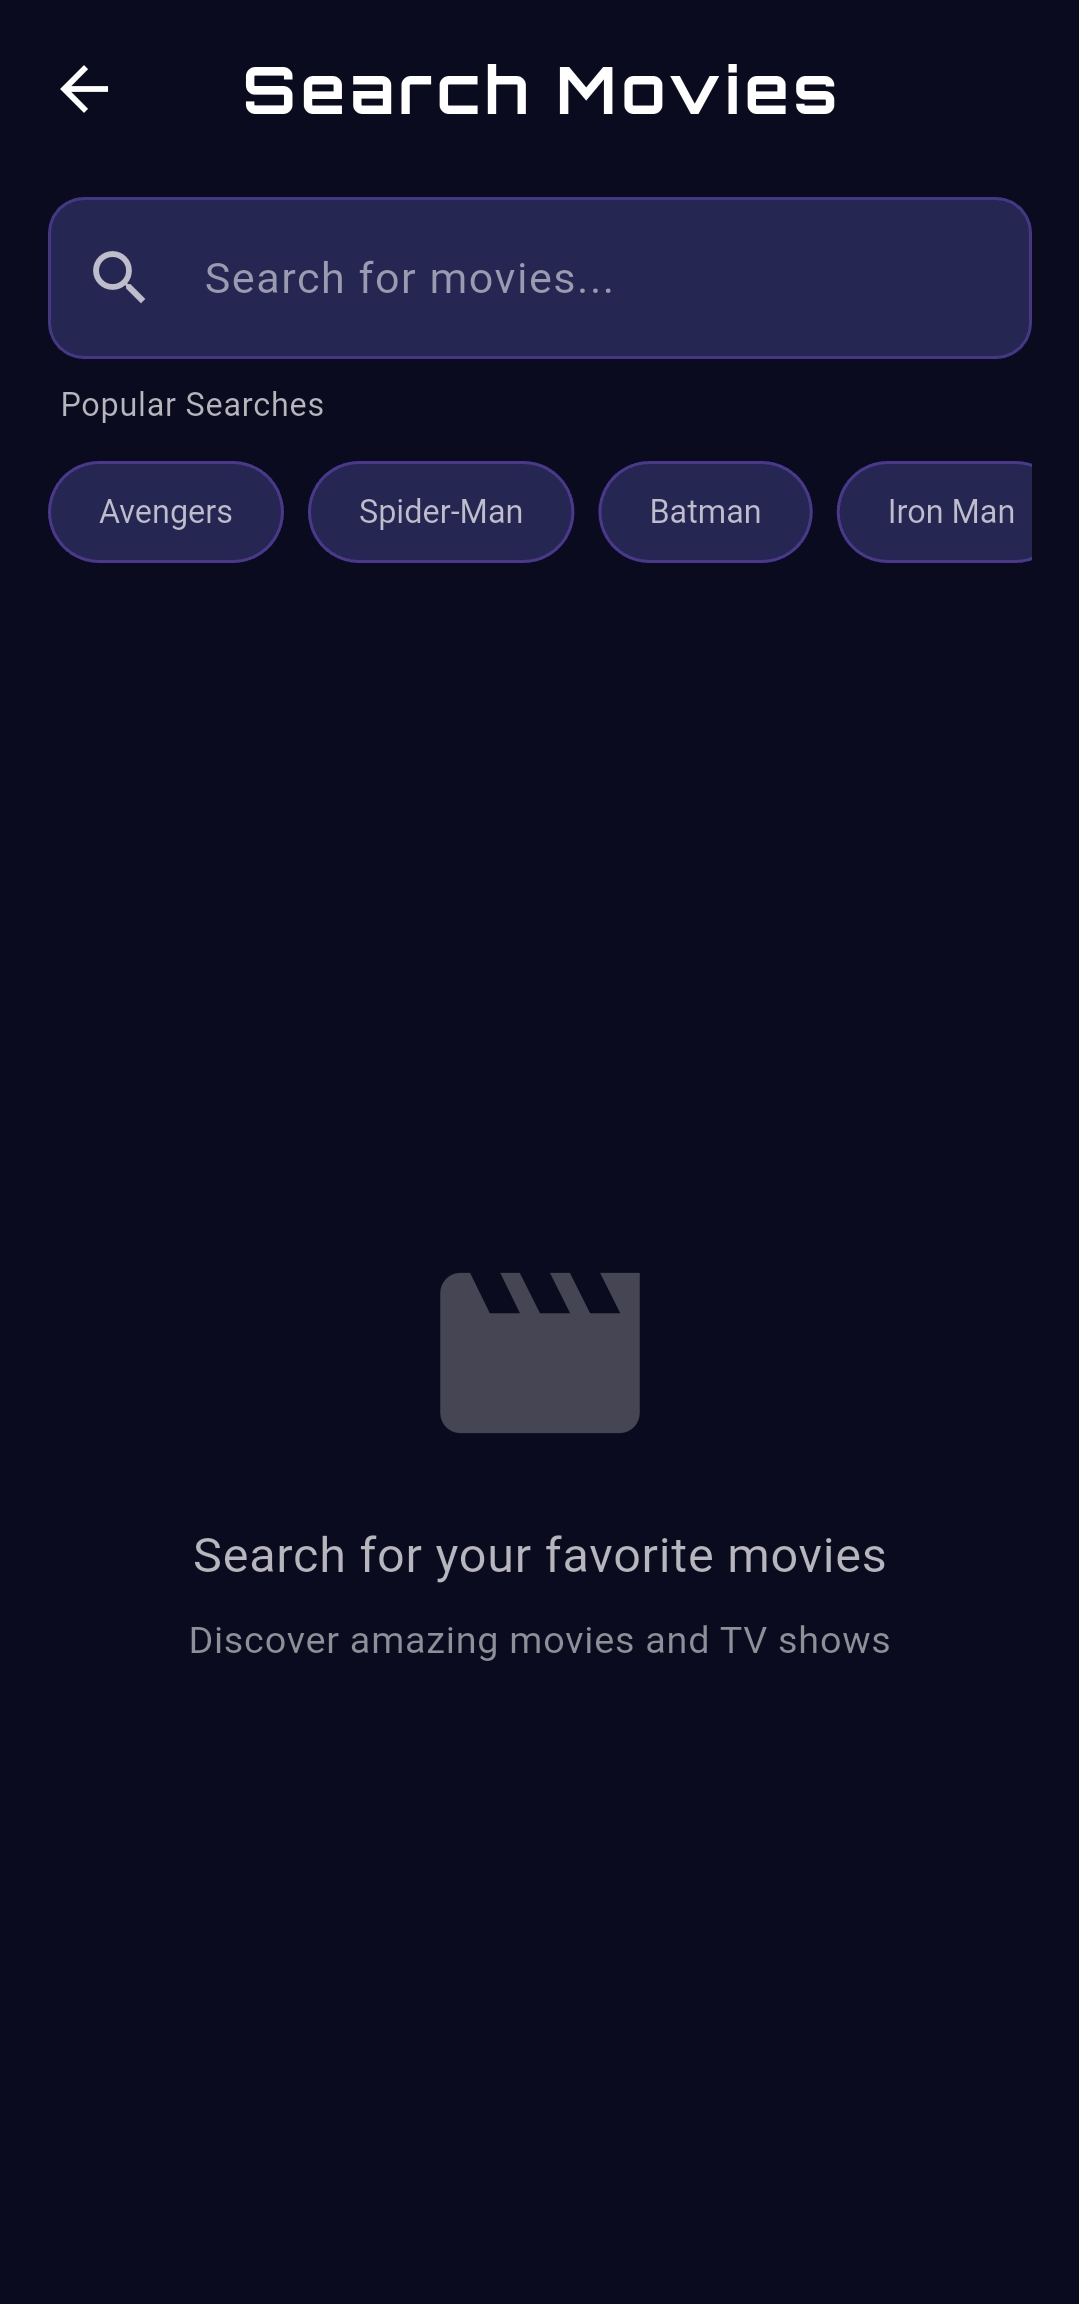 Search Movies
Search for movies...
Popular Searches
Avengers
Spider-Man
Batman
Iron Man
Search for your favorite movies
Discover amazing movies and TV shows